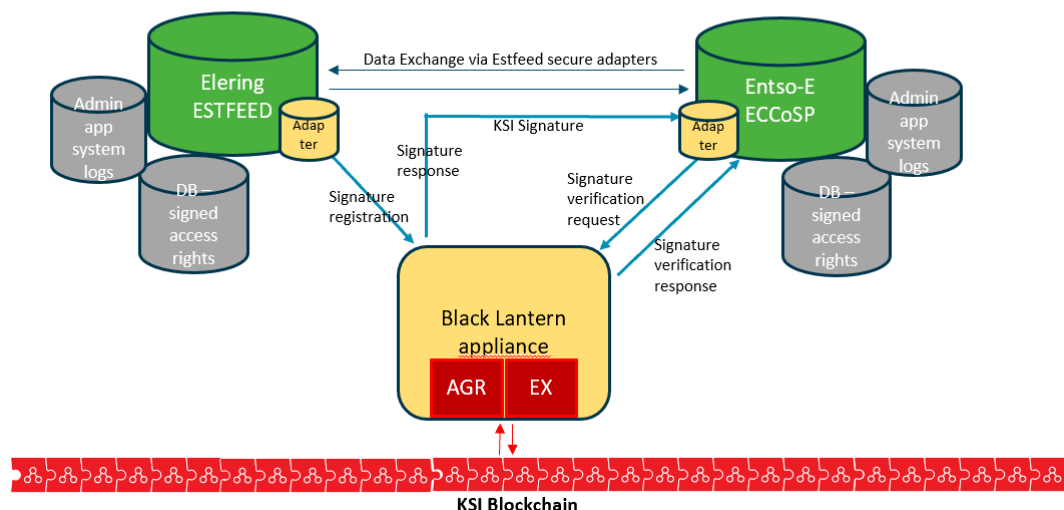 Data Exchange via Estfeed secure adapters
Elering
ESTFEED
Adap
ter
Admin
app
system
logs
DB –
signed
access
rights
Entso-E
ECCoSP
Adap
ter
Admin
app
system
logs
DB –
signed
access
rights
KSI Signature
Signature
response
Signature
registration
Signature
verification
request
Signature
verification
response
Black Lantern
appliance
AGR
EX
KSI Blockchain